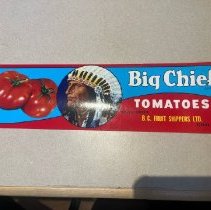 Big Chief
TOMATOES
B.C. FRUIT SHIPPERS LTD.